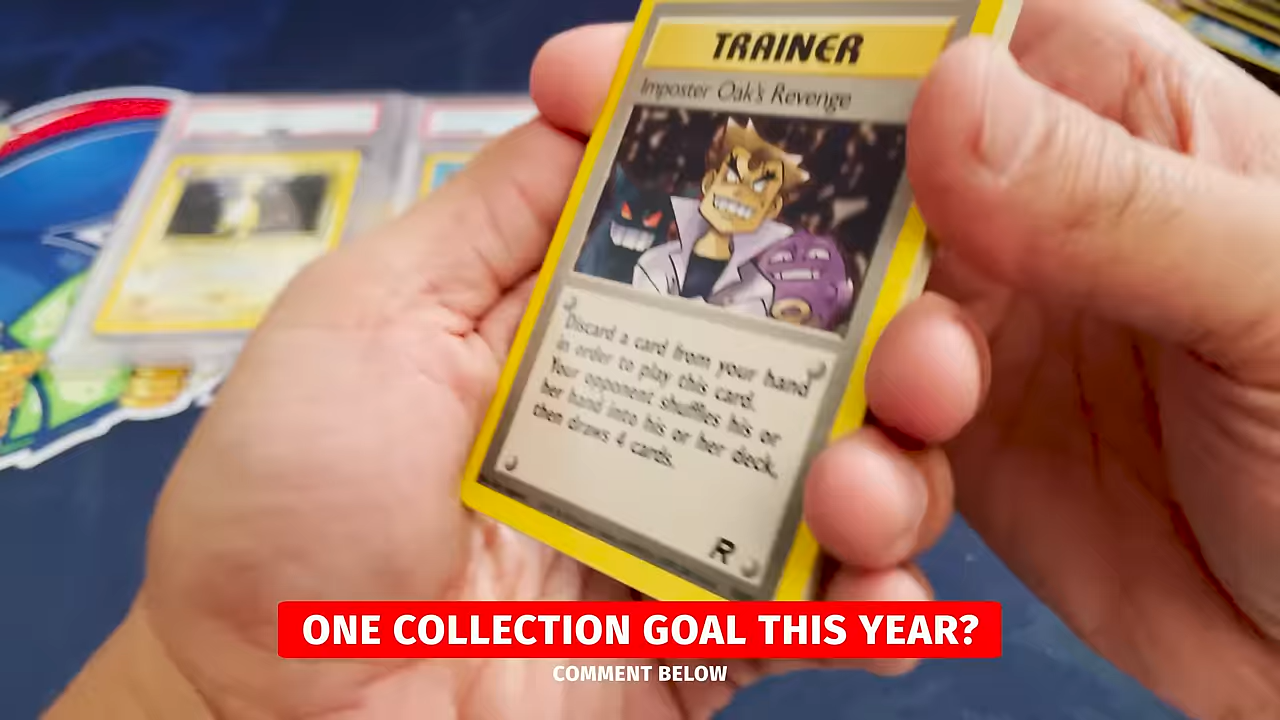 TRAINER
Imposter Oak's Revenge
Discard a card from your hand
in order to play this card.
Your opponent shuffles his or
her hand into his or her deck,
then draws 4 cards.
R
ONE COLLECTION GOAL THIS YEAR?
COMMENT BELOW